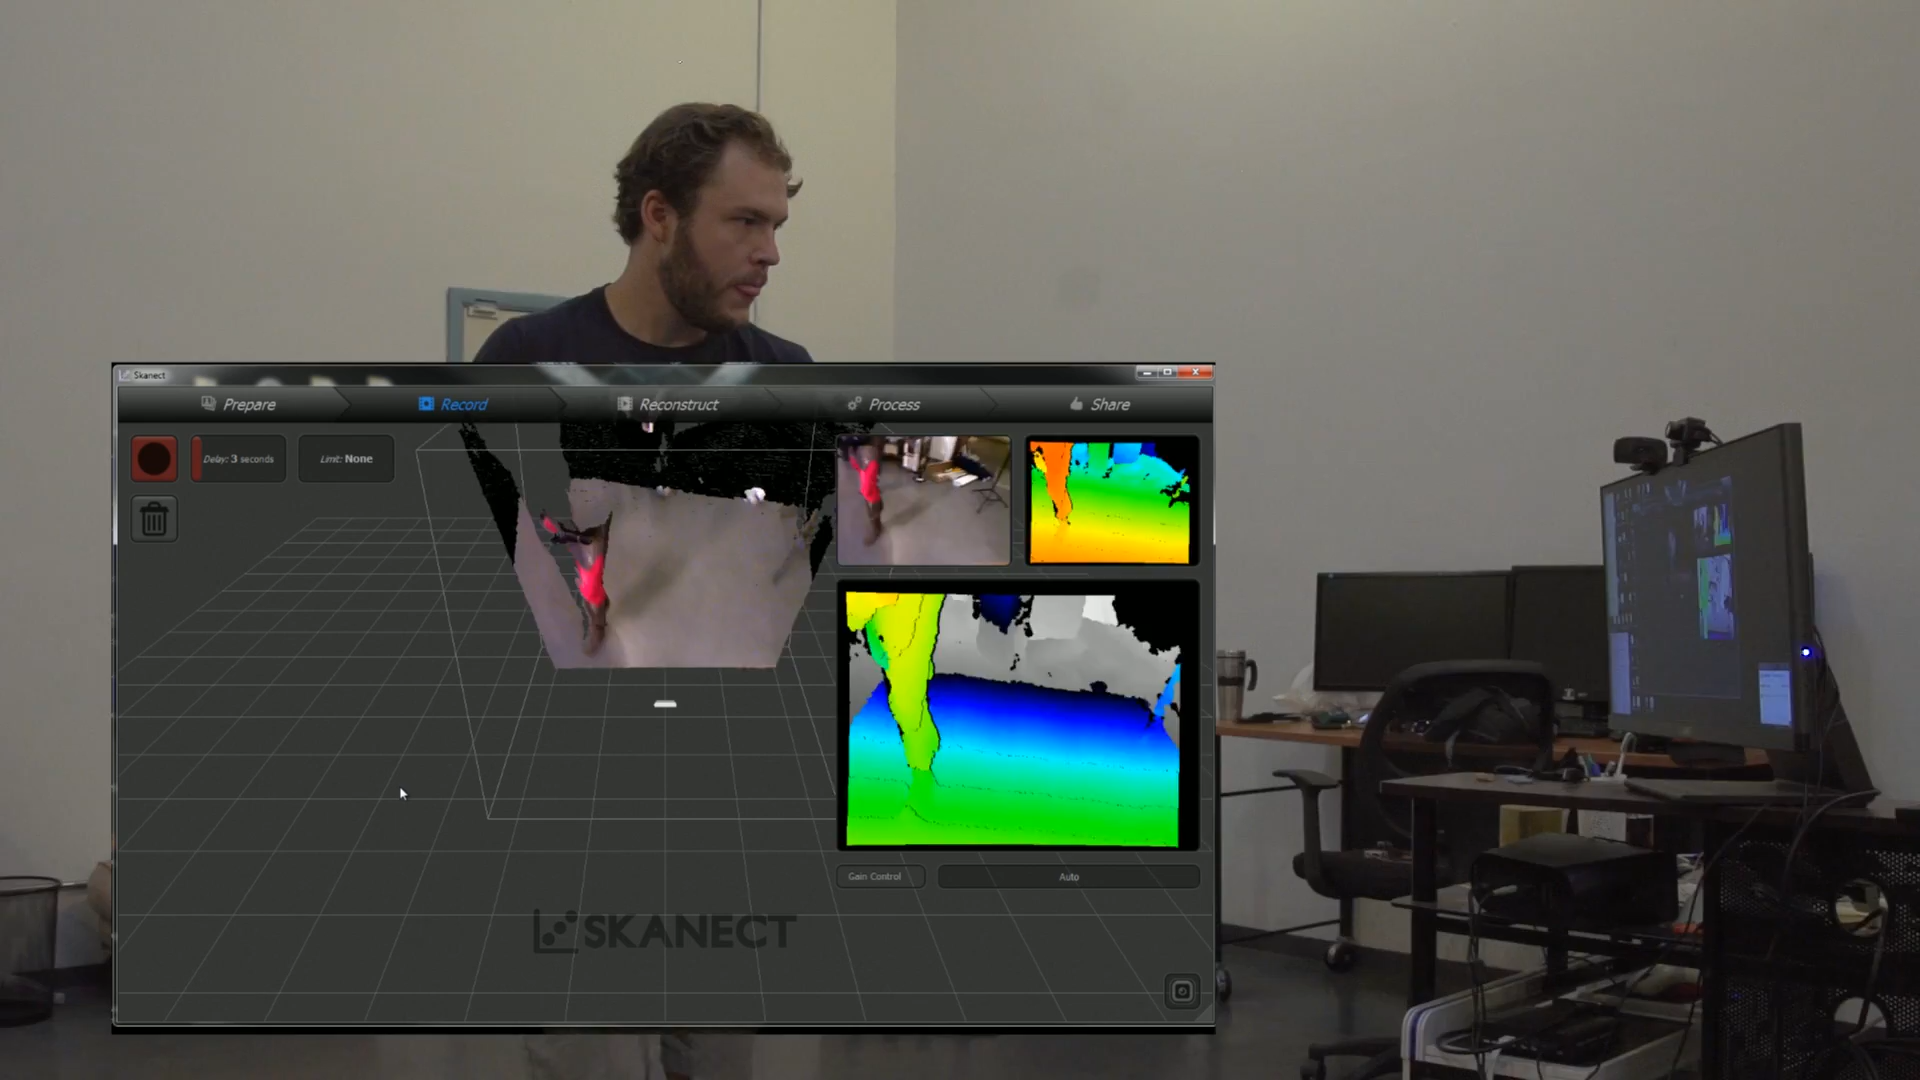 Skanect
Prepare
Record
Reconstruct
Process
Share
Delay: 3 seconds
Limit: None
Gain Control
Auto
SKANECT